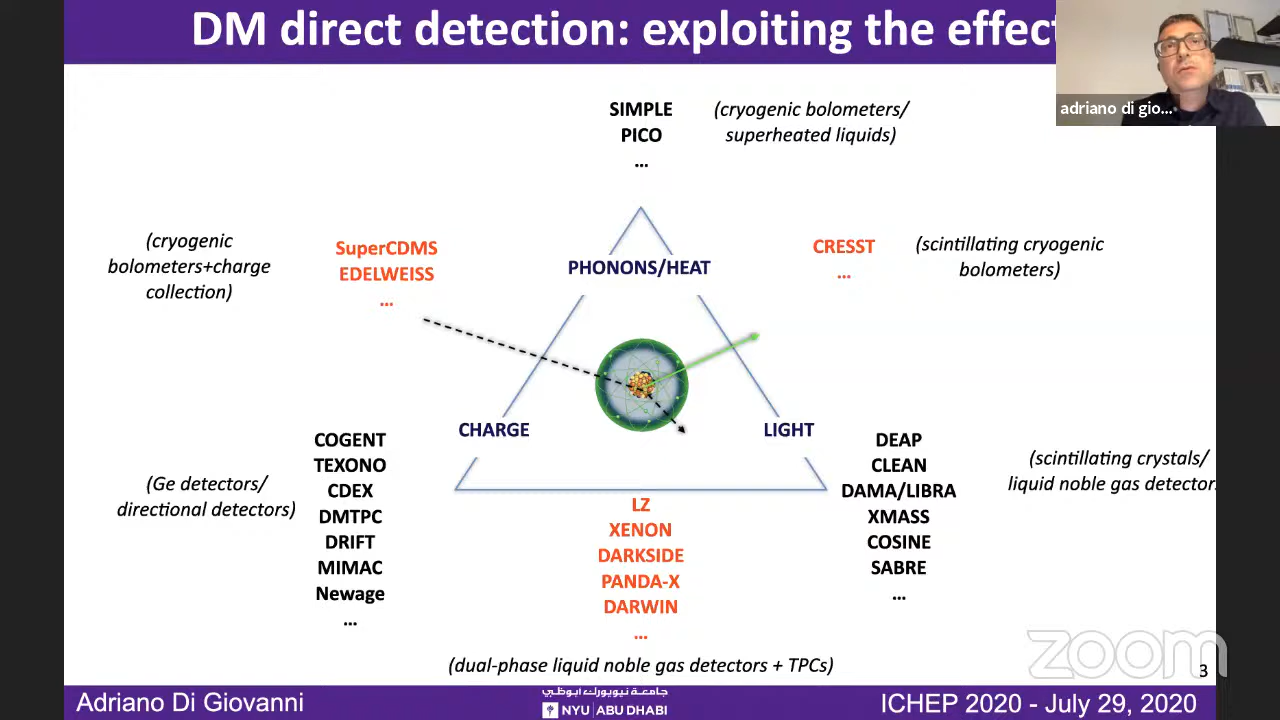 DM direct detection: exploiting the effect
adriano di gio...
SIMPLE
PICO
...
(cryogenic bolometers/
superheated liquids)
(cryogenic
bolometers+charge
collection)
SuperCDMS
EDELWEISS
...
PHONONS/HEAT
CRESST
...
(scintillating cryogenic
bolometers)
CHARGE
LIGHT
(Ge detectors/
directional detectors)
COGENT
TEXONO
CDEX
DMTPC
DRIFT
MIMAC
Newage
...
LZ
XENON
DARKSIDE
PANDA-X
DARWIN
...
(dual-phase liquid noble gas detectors + TPCs)
DEAP
CLEAN
DAMA/LIBRA
XMASS
COSINE
SABRE
...
(scintillating crystals/
liquid noble gas detector
zoom
3
Adriano Di Giovanni
جامعة نيويورك أبوظبي
NYU ABU DHABI
ICHEP 2020 - July 29, 2020